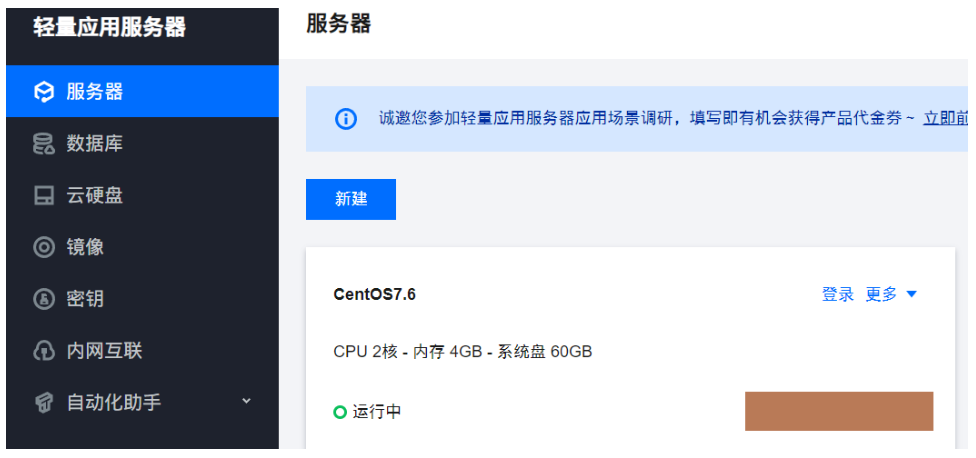 轻量应用服务器
服务器
数据库
云硬盘
镜像
密钥
内网互联
自动化助手
服务器
诚邀您参加轻量应用服务器应用场景调研，填写即有机会获得产品代金券~ 立即前
新建
CentOS7.6
登录 更多
CPU 2核 - 内存 4GB - 系统盘 60GB
运行中